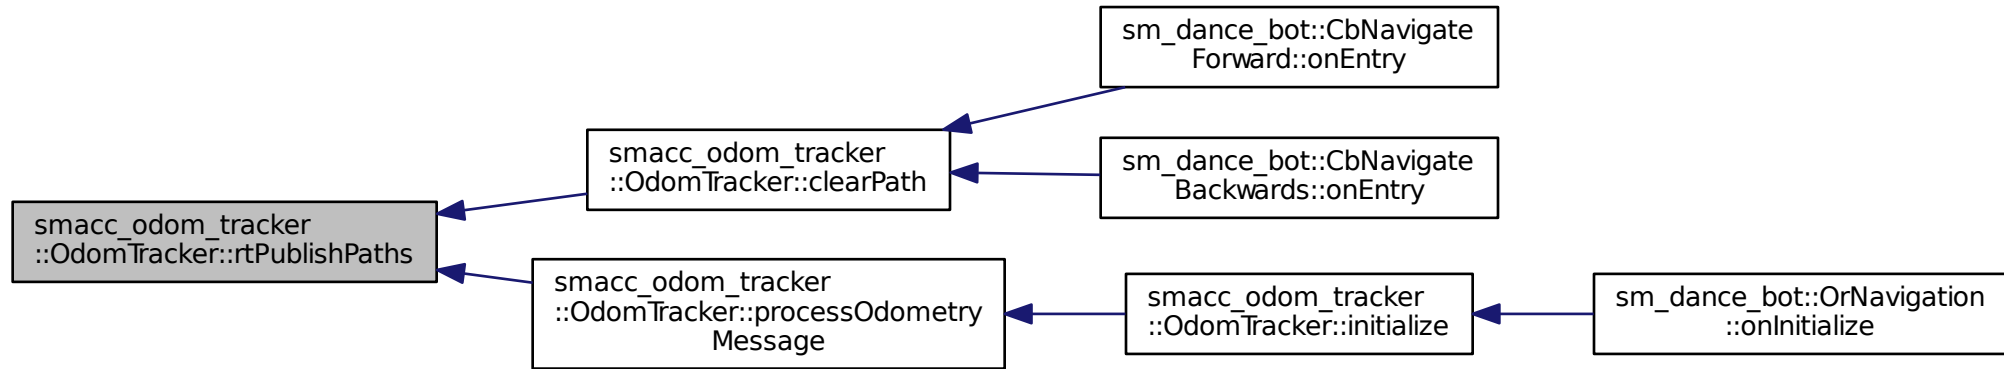 sm_dance_bot::CbNavigate
Forward::onEntry
smacc_odom_tracker
::OdomTracker::clearPath
sm_dance_bot::CbNavigate
Backwards::onEntry
smacc_odom_tracker
::OdomTracker::rtPublishPaths
smacc_odom_tracker
::OdomTracker::processOdometry
Message
smacc_odom_tracker
::OdomTracker::initialize
sm_dance_bot::OrNavigation
::onInitialize